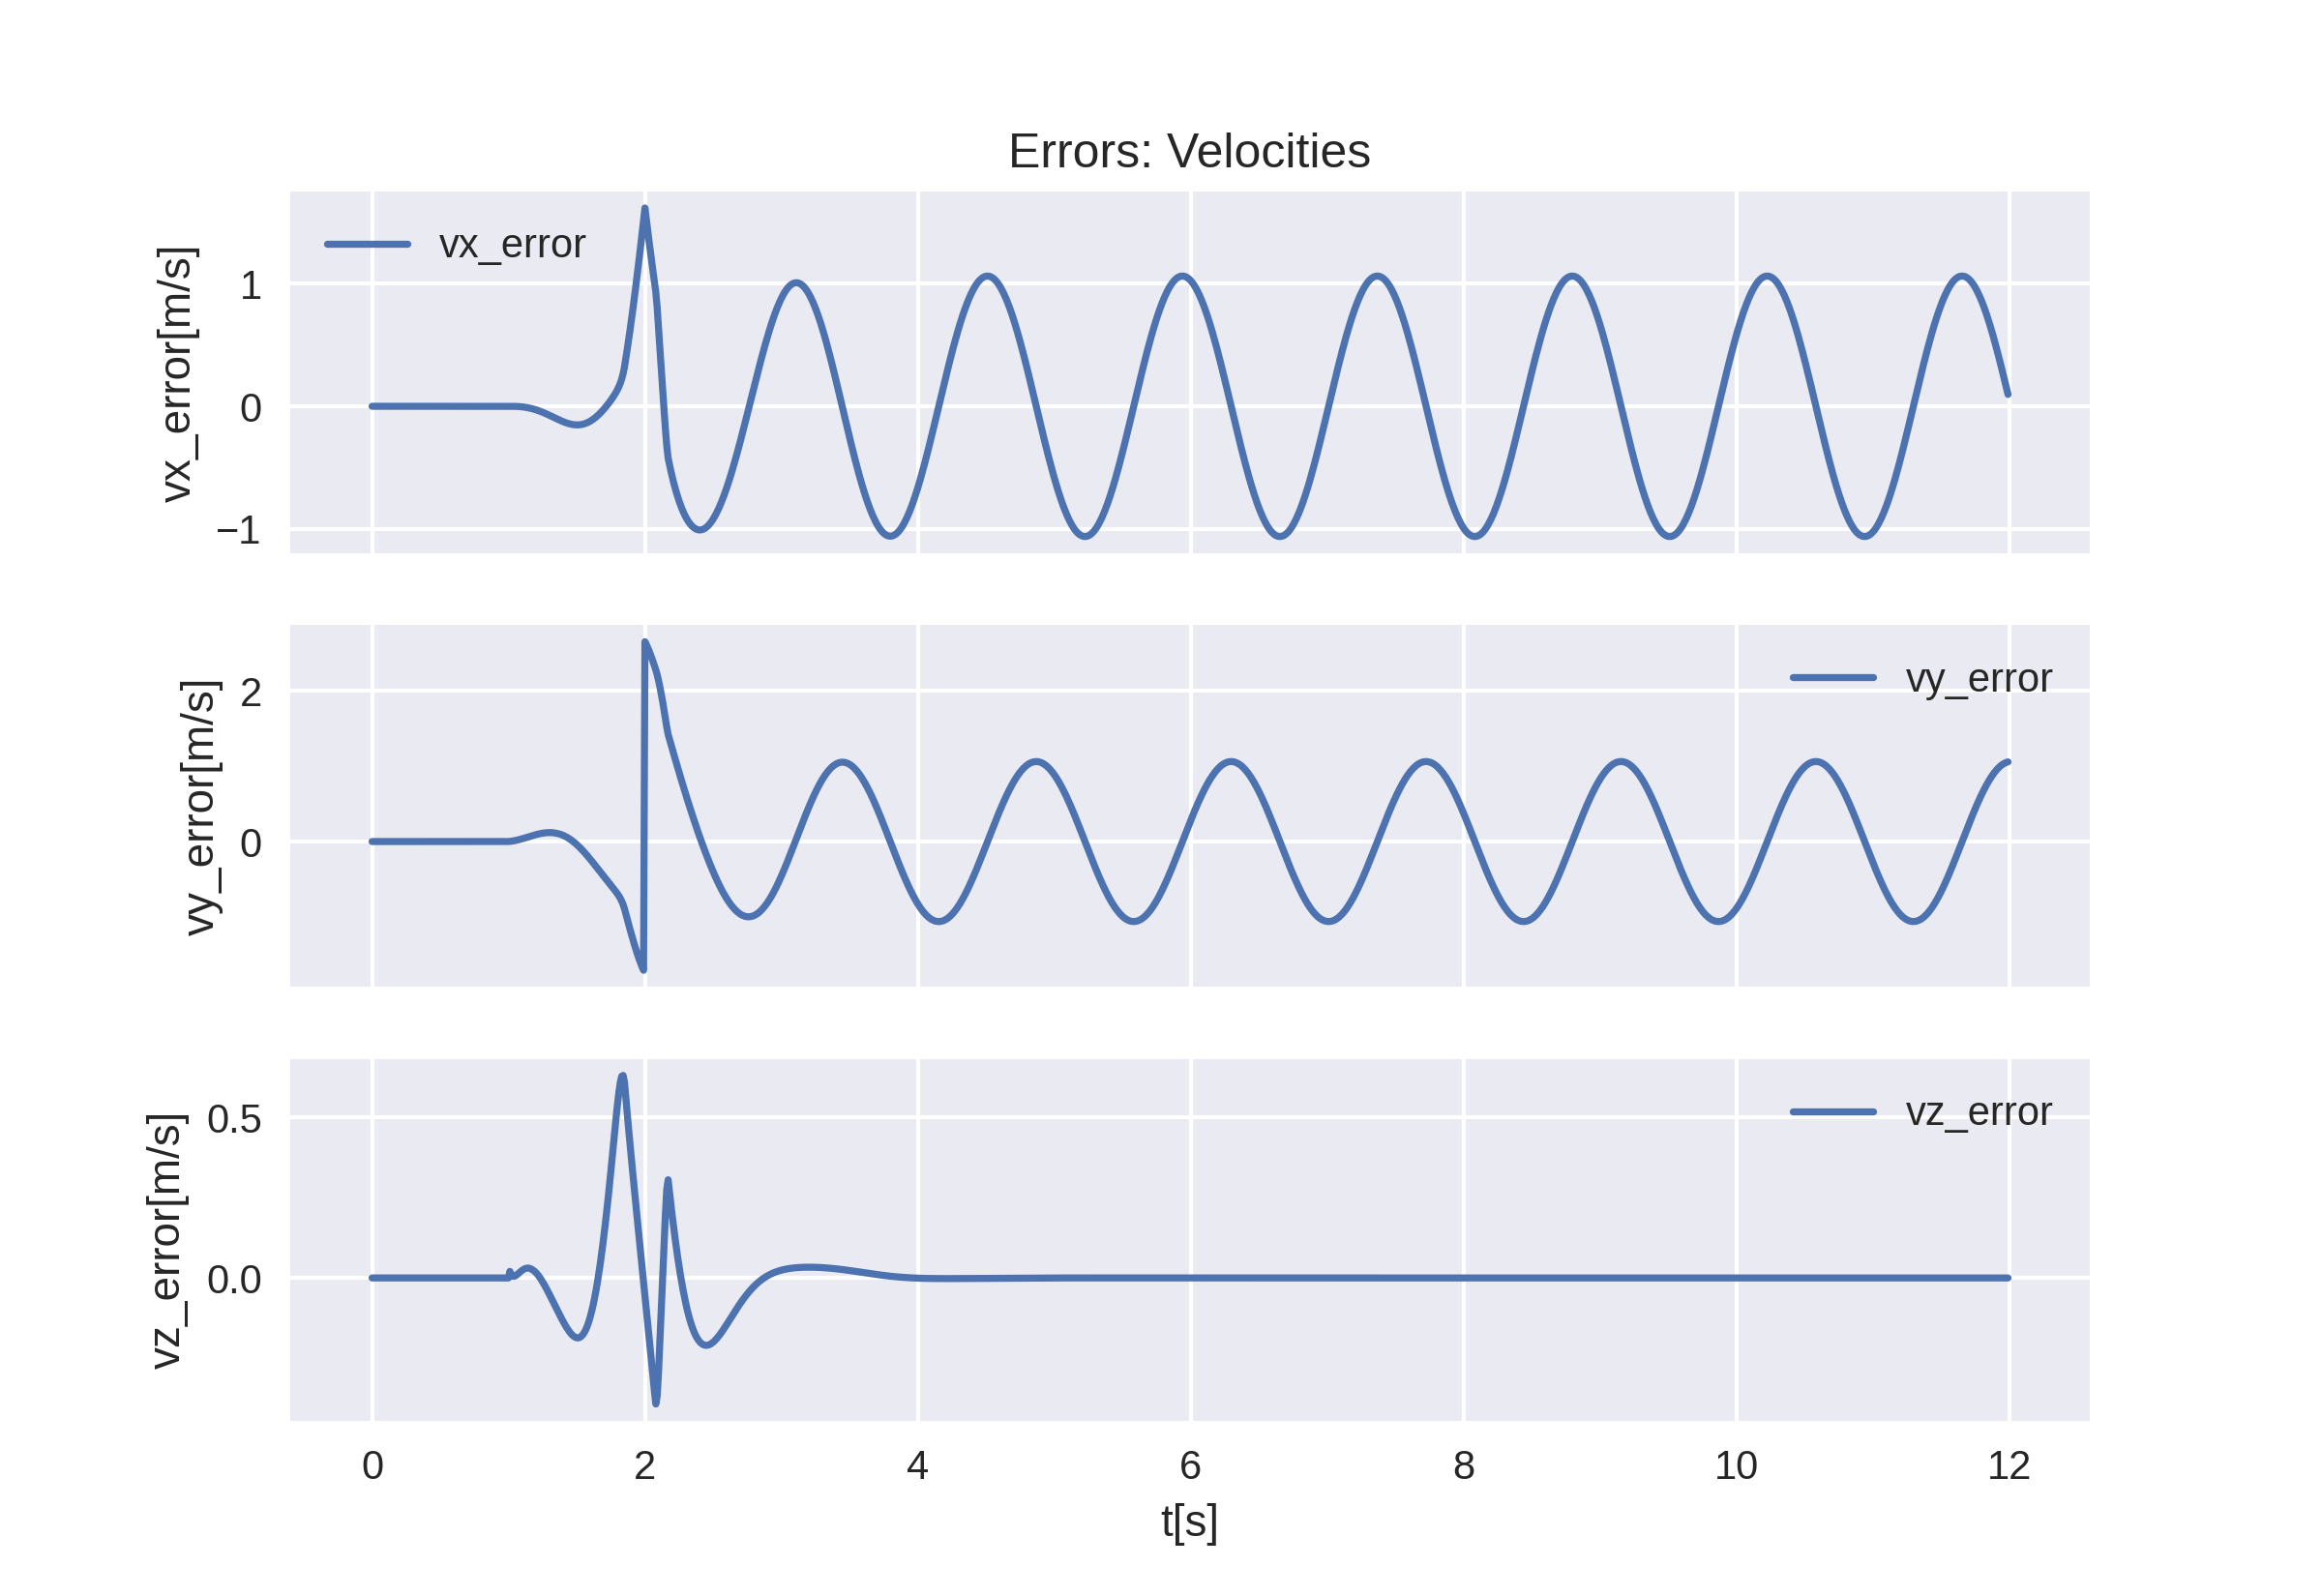 Errors: Velocities
vx_error[m/s]
1
0
−1
vx_error
vy_error[m/s]
2
0
vy_error
vz_error[m/s]
0.5
0.0
vz_error
0 2 4 6 8 10 12
t[s]